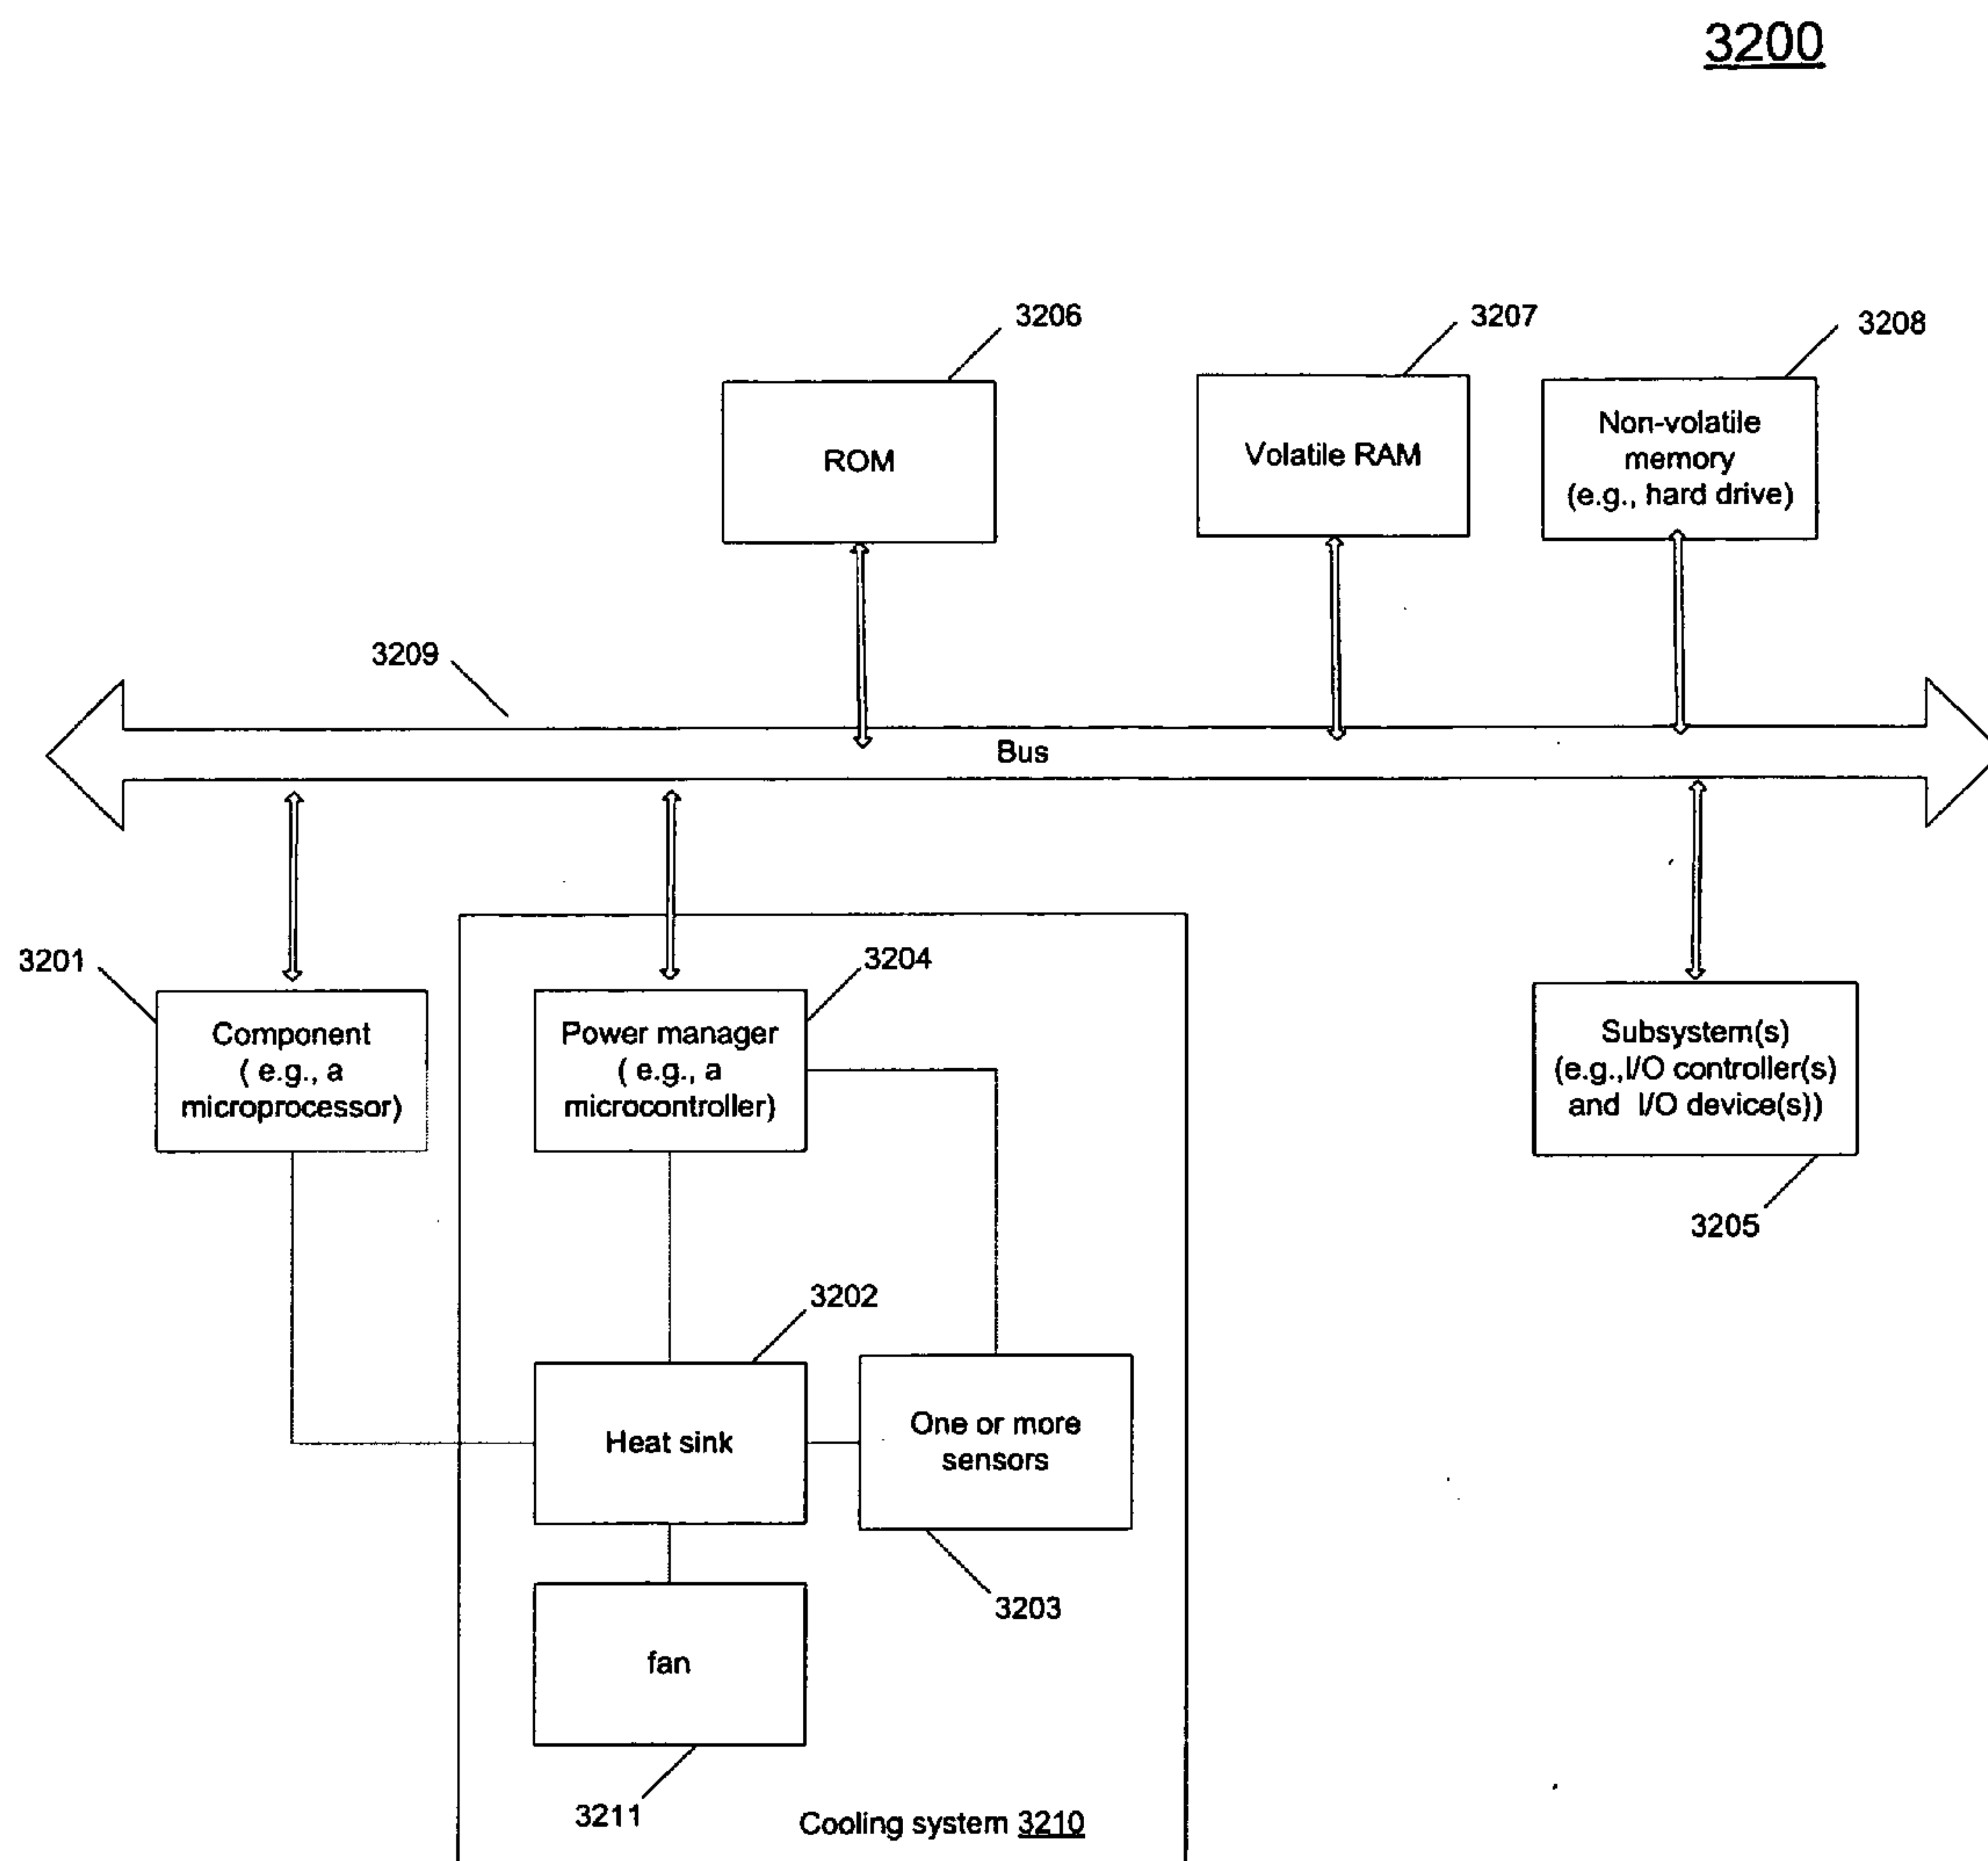 3200
3206
3207
3208
ROM
Volatile RAM
Non-volatile
memory
(e.g., hard drive)
3209
Bus
3201
3204
Component
( e.g., a
microprocessor)
Power manager
( e.g., a
microcontroller)
Subsystem(s)
(e.g.,I/O controller(s)
and I/O device(s))
3205
3202
Heat sink
One or more
sensors
3203
fan
3211
Cooling system 3210